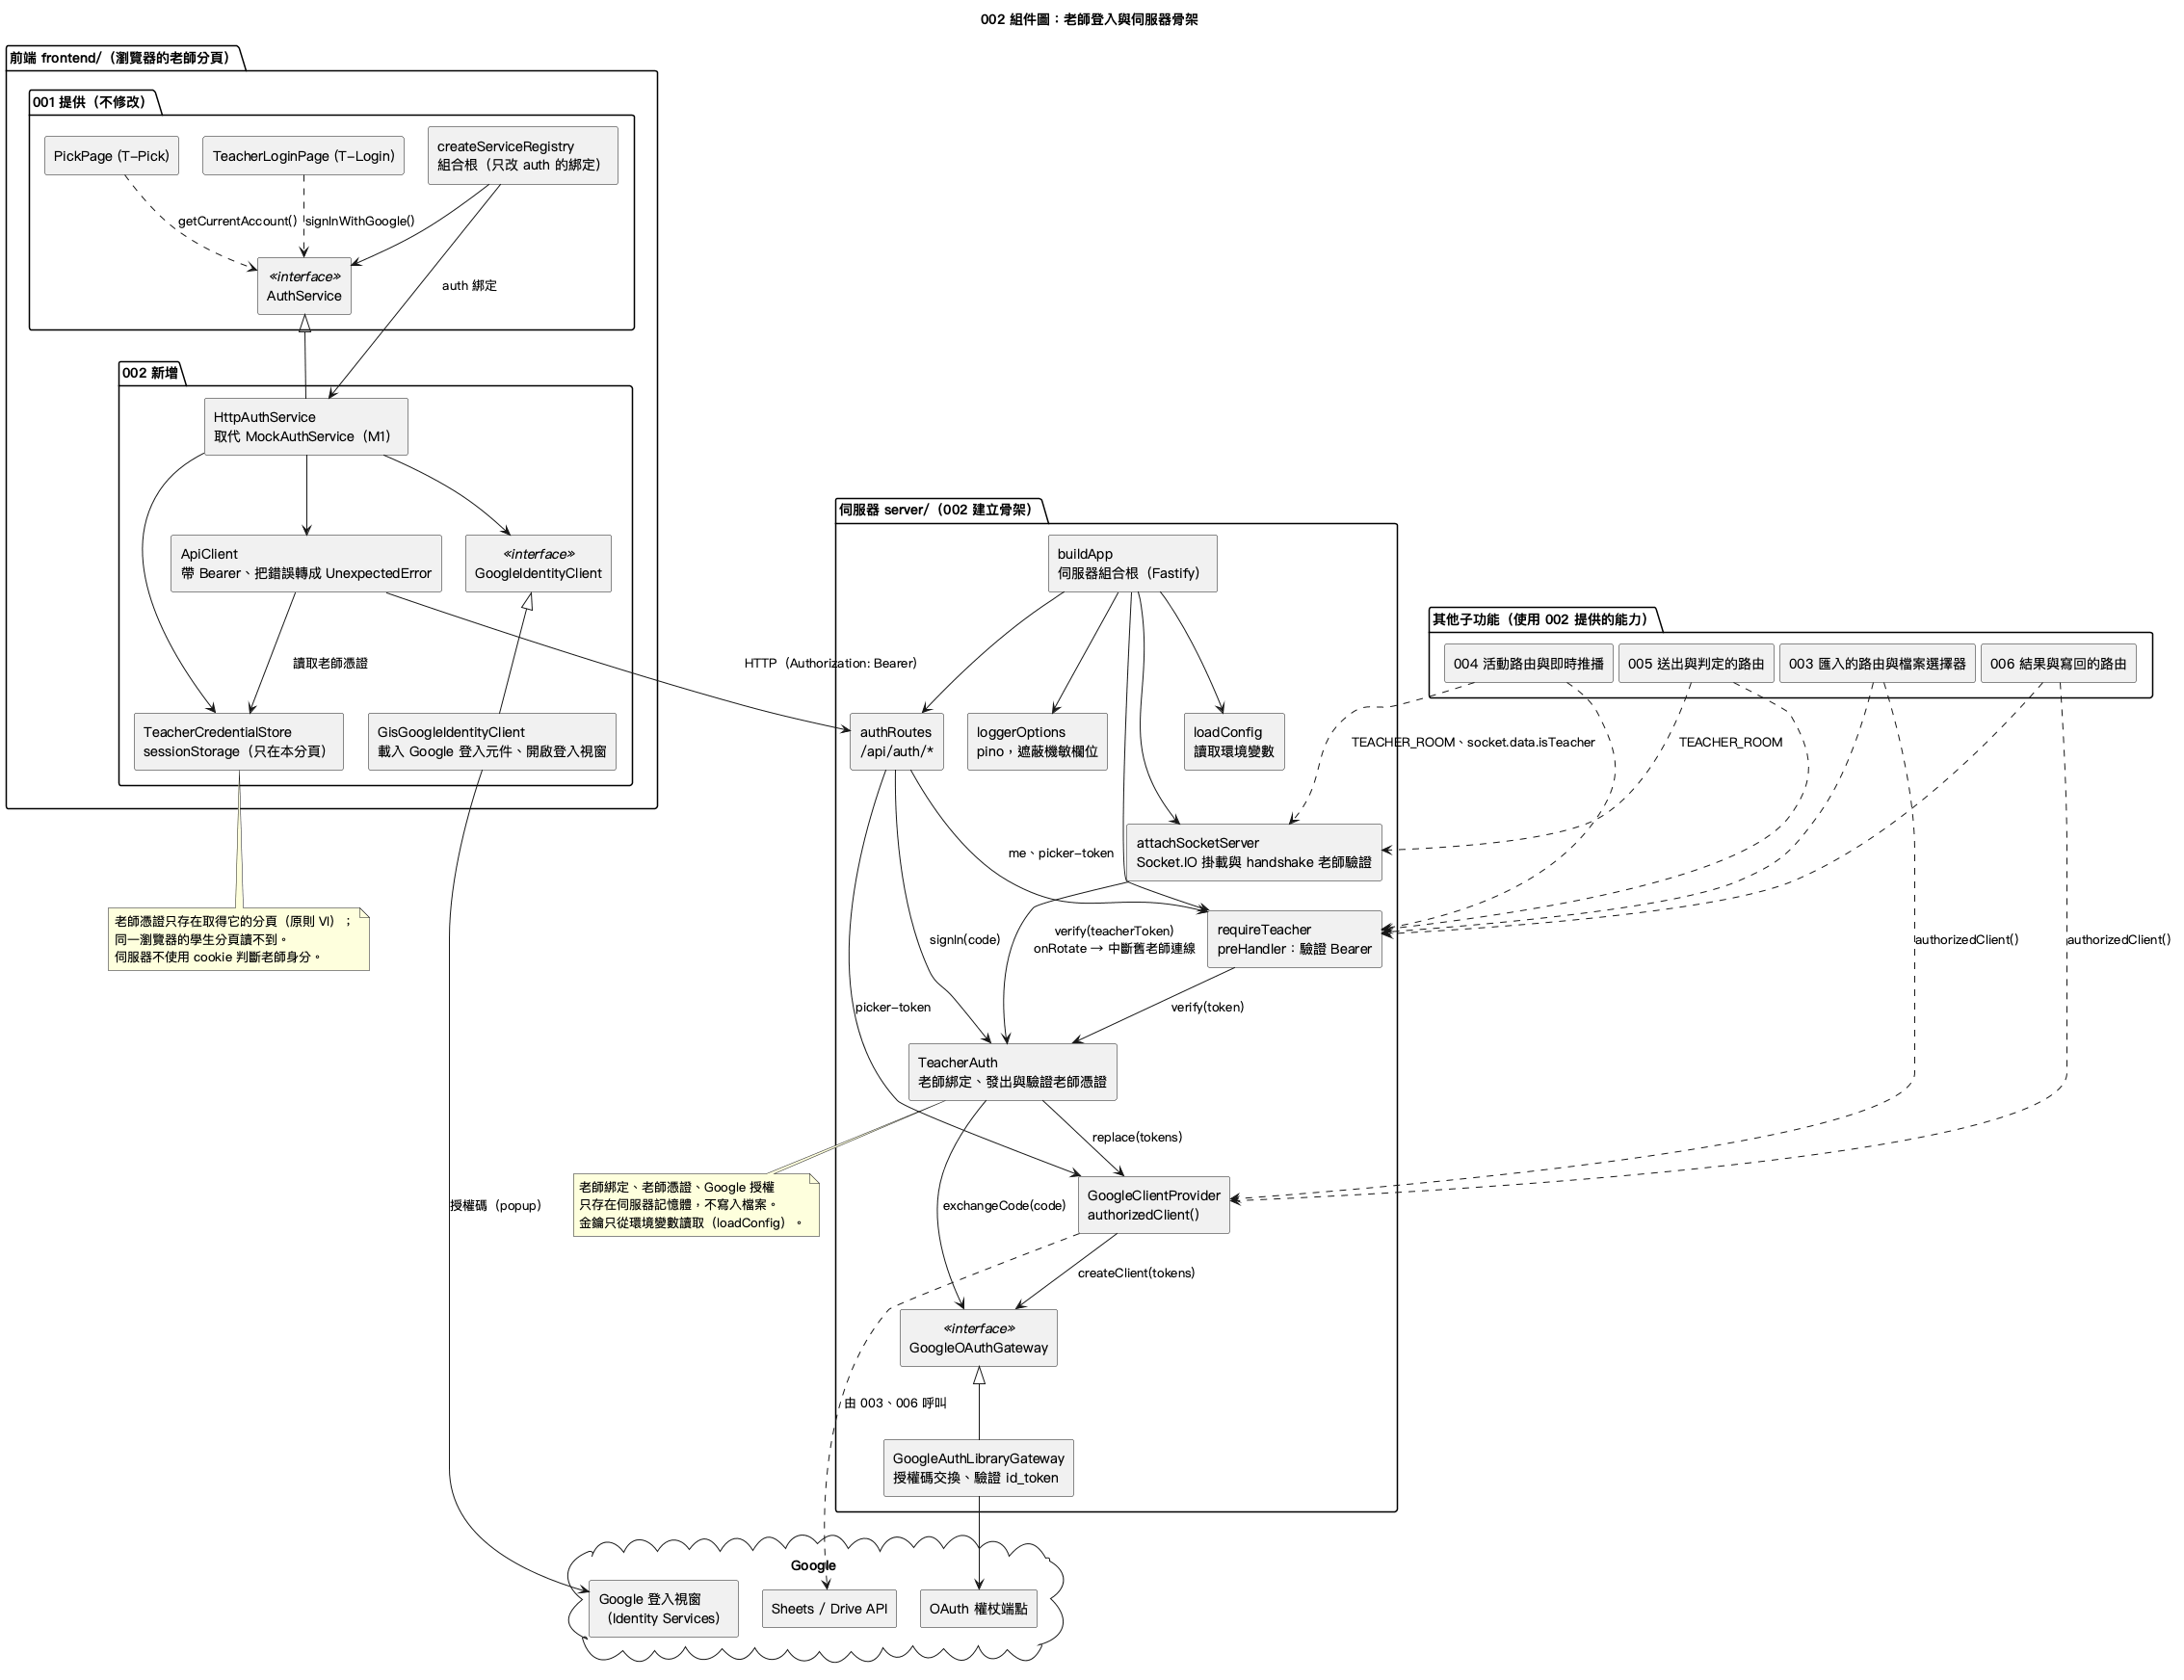 002 組件圖：老師登入與伺服器骨架
前端 frontend/（瀏覽器的老師分頁）
001 提供（不修改）
PickPage (T-Pick)
TeacherLoginPage (T-Login)
createServiceRegistry
組合根（只改 auth 的綁定）
getCurrentAccount()
signInWithGoogle()
«interface»
AuthService
auth 綁定
002 新增
HttpAuthService
取代 MockAuthService（M1）
ApiClient
帶 Bearer、把錯誤轉成 UnexpectedError
«interface»
GoogleIdentityClient
讀取老師憑證
TeacherCredentialStore
sessionStorage（只在本分頁）
GisGoogleIdentityClient
載入 Google 登入元件、開啟登入視窗
老師憑證只存在取得它的分頁（原則 VI）；
同一瀏覽器的學生分頁讀不到。
伺服器不使用 cookie 判斷老師身分。
HTTP（Authorization: Bearer）
授權碼（popup）
伺服器 server/（002 建立骨架）
buildApp
伺服器組合根（Fastify）
authRoutes
/api/auth/*
loggerOptions
pino，遮蔽機敏欄位
loadConfig
讀取環境變數
attachSocketServer
Socket.IO 掛載與 handshake 老師驗證
me、picker-token
requireTeacher
preHandler：驗證 Bearer
signIn(code)
verify(teacherToken)
onRotate → 中斷舊老師連線
picker-token
verify(token)
TeacherAuth
老師綁定、發出與驗證老師憑證
replace(tokens)
老師綁定、老師憑證、Google 授權
只存在伺服器記憶體，不寫入檔案。
金鑰只從環境變數讀取（loadConfig）。
exchangeCode(code)
GoogleClientProvider
authorizedClient()
createClient(tokens)
«interface»
GoogleOAuthGateway
由 003、006 呼叫
GoogleAuthLibraryGateway
授權碼交換、驗證 id_token
其他子功能（使用 002 提供的能力）
004 活動路由與即時推播
005 送出與判定的路由
003 匯入的路由與檔案選擇器
006 結果與寫回的路由
TEACHER_ROOM、socket.data.isTeacher
TEACHER_ROOM
authorizedClient()
authorizedClient()
Google
Google 登入視窗
（Identity Services）
Sheets / Drive API
OAuth 權杖端點